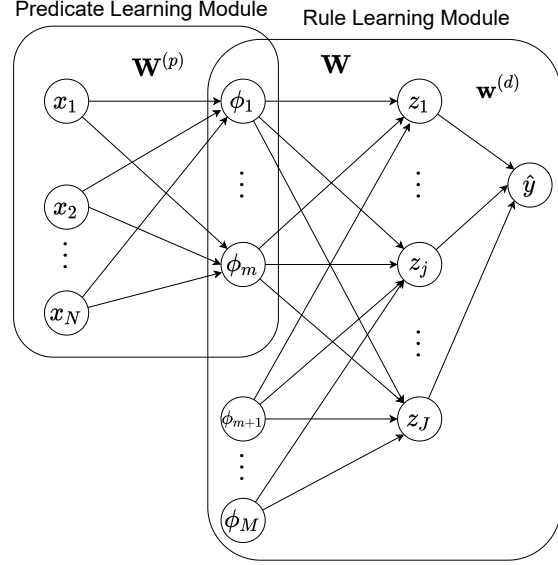 Predicate Learning Module
Rule Learning Module
W^(p)
W
w^(d)
x_1
ϕ_1
z_1
ŷ
x_2
⋮
⋮
⋮
x_N
ϕ_m
z_j
⋮
ϕ_{m+1}
z_J
⋮
ϕ_M